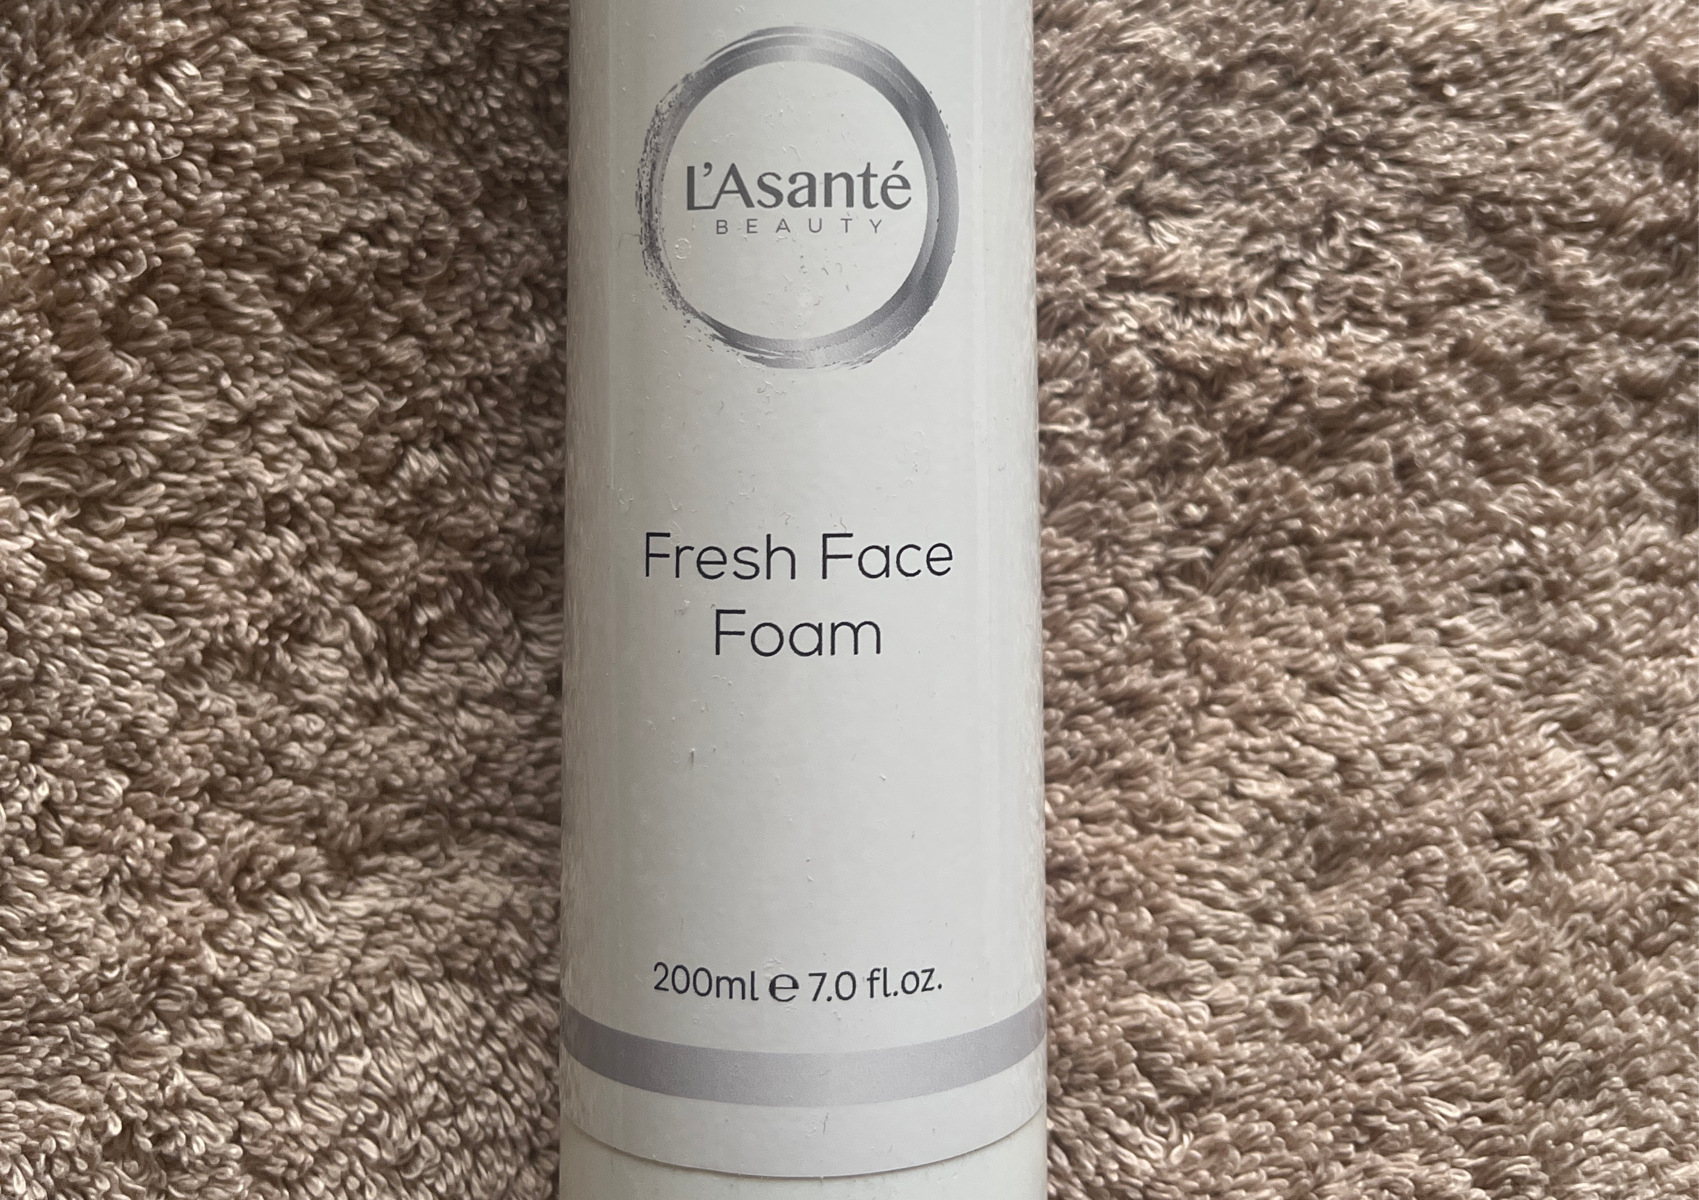 L'Asanté
BEAUTY
Fresh Face
Foam
200ml ℮ 7.0 fl.oz.